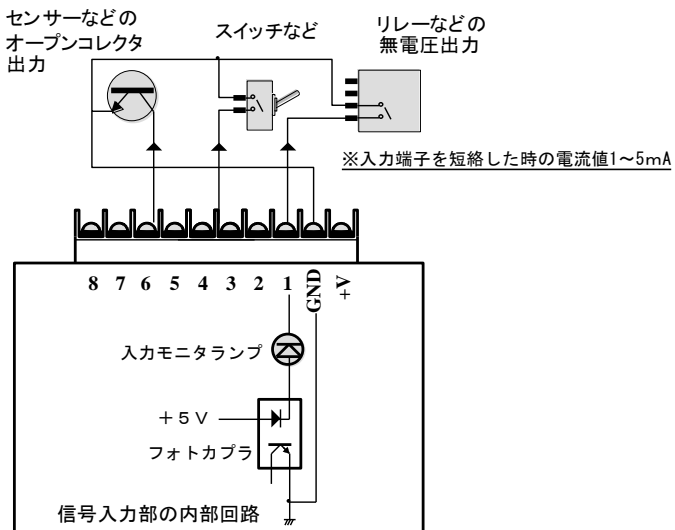 センサーなどの
オープンコレクタ
出力
スイッチなど
リレーなどの
無電圧出力
※入力端子を短絡した時の電流値1～5mA
8 7 6 5 4 3 2 1 GND +V
入力モニタランプ
＋５Ｖ
フォトカプラ
信号入力部の内部回路